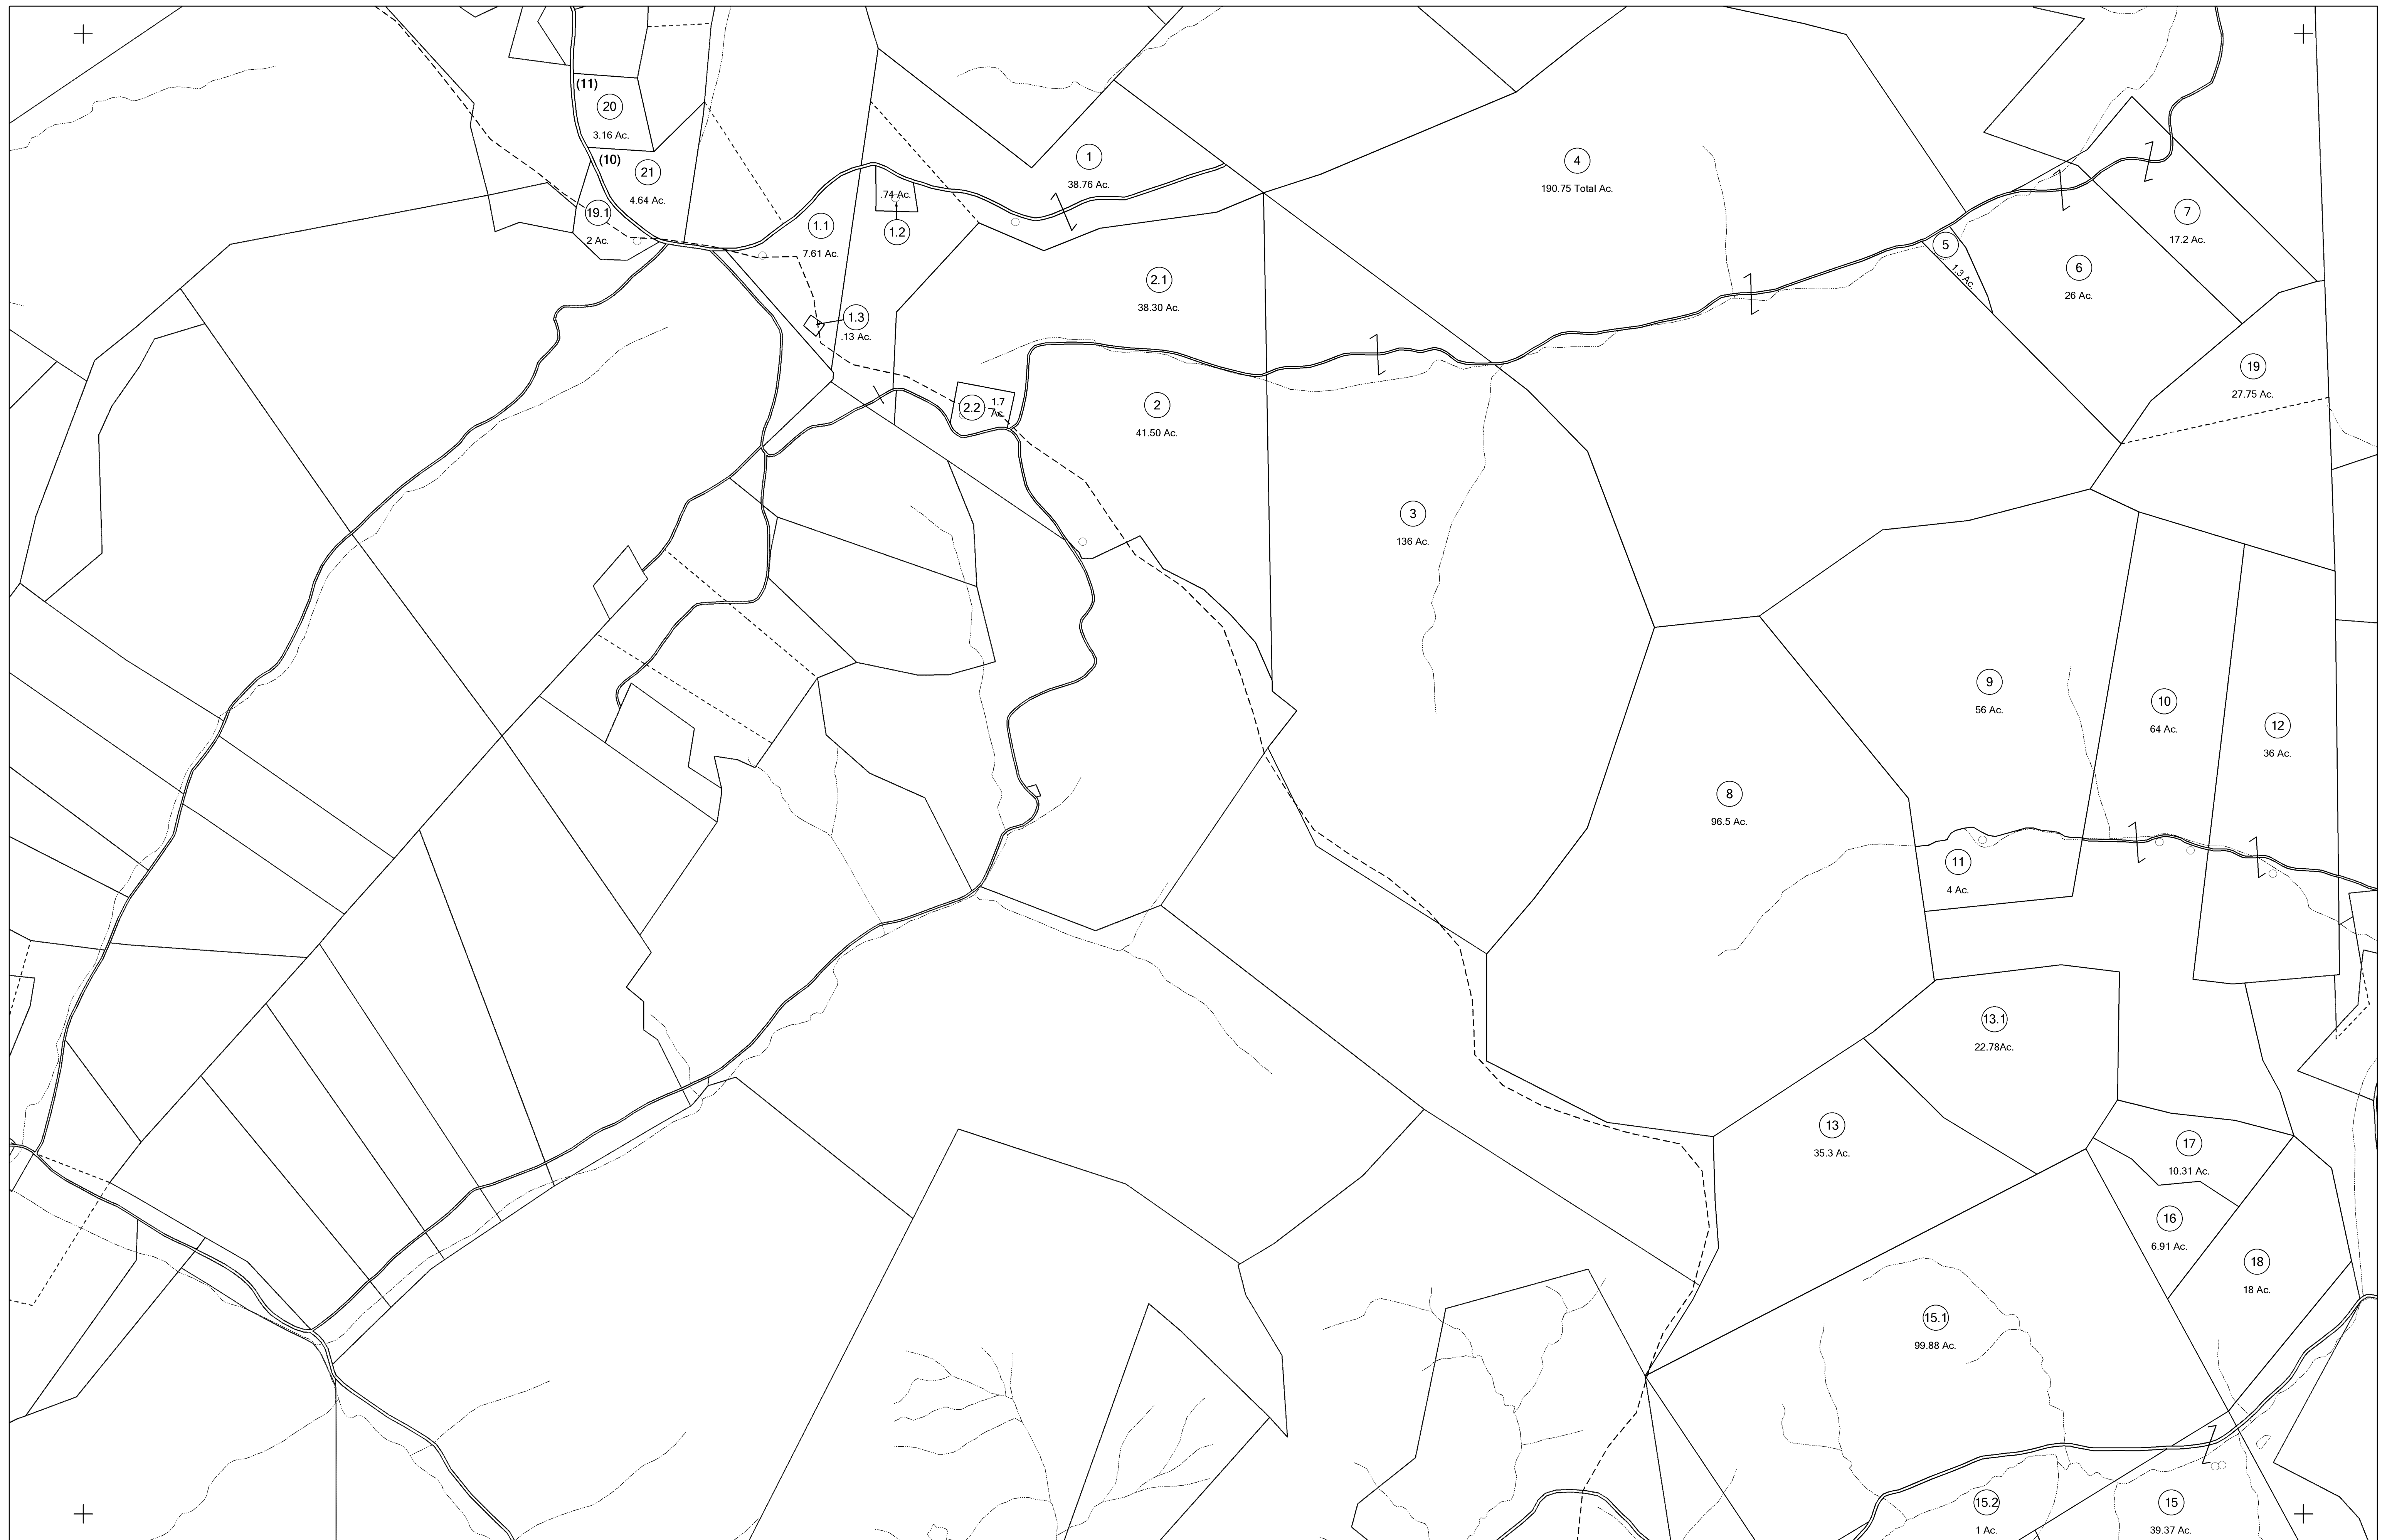 (11)
20
3.16 Ac.
(10)
21
4.64 Ac.
19.1
2 Ac.
1
38.76 Ac.
.74 Ac.
1.2
1.1
7.61 Ac.
1.3
.13 Ac.
4
190.75 Total Ac.
2.1
38.30 Ac.
5
1.3 Ac.
7
17.2 Ac.
6
26 Ac.
19
27.75 Ac.
2.2
1.7
Ac.
2
41.50 Ac.
3
136 Ac.
9
56 Ac.
10
64 Ac.
12
36 Ac.
8
96.5 Ac.
11
4 Ac.
13.1
22.78Ac.
13
35.3 Ac.
17
10.31 Ac.
16
6.91 Ac.
18
18 Ac.
15.1
99.88 Ac.
15.2
1 Ac.
15
39.37 Ac.